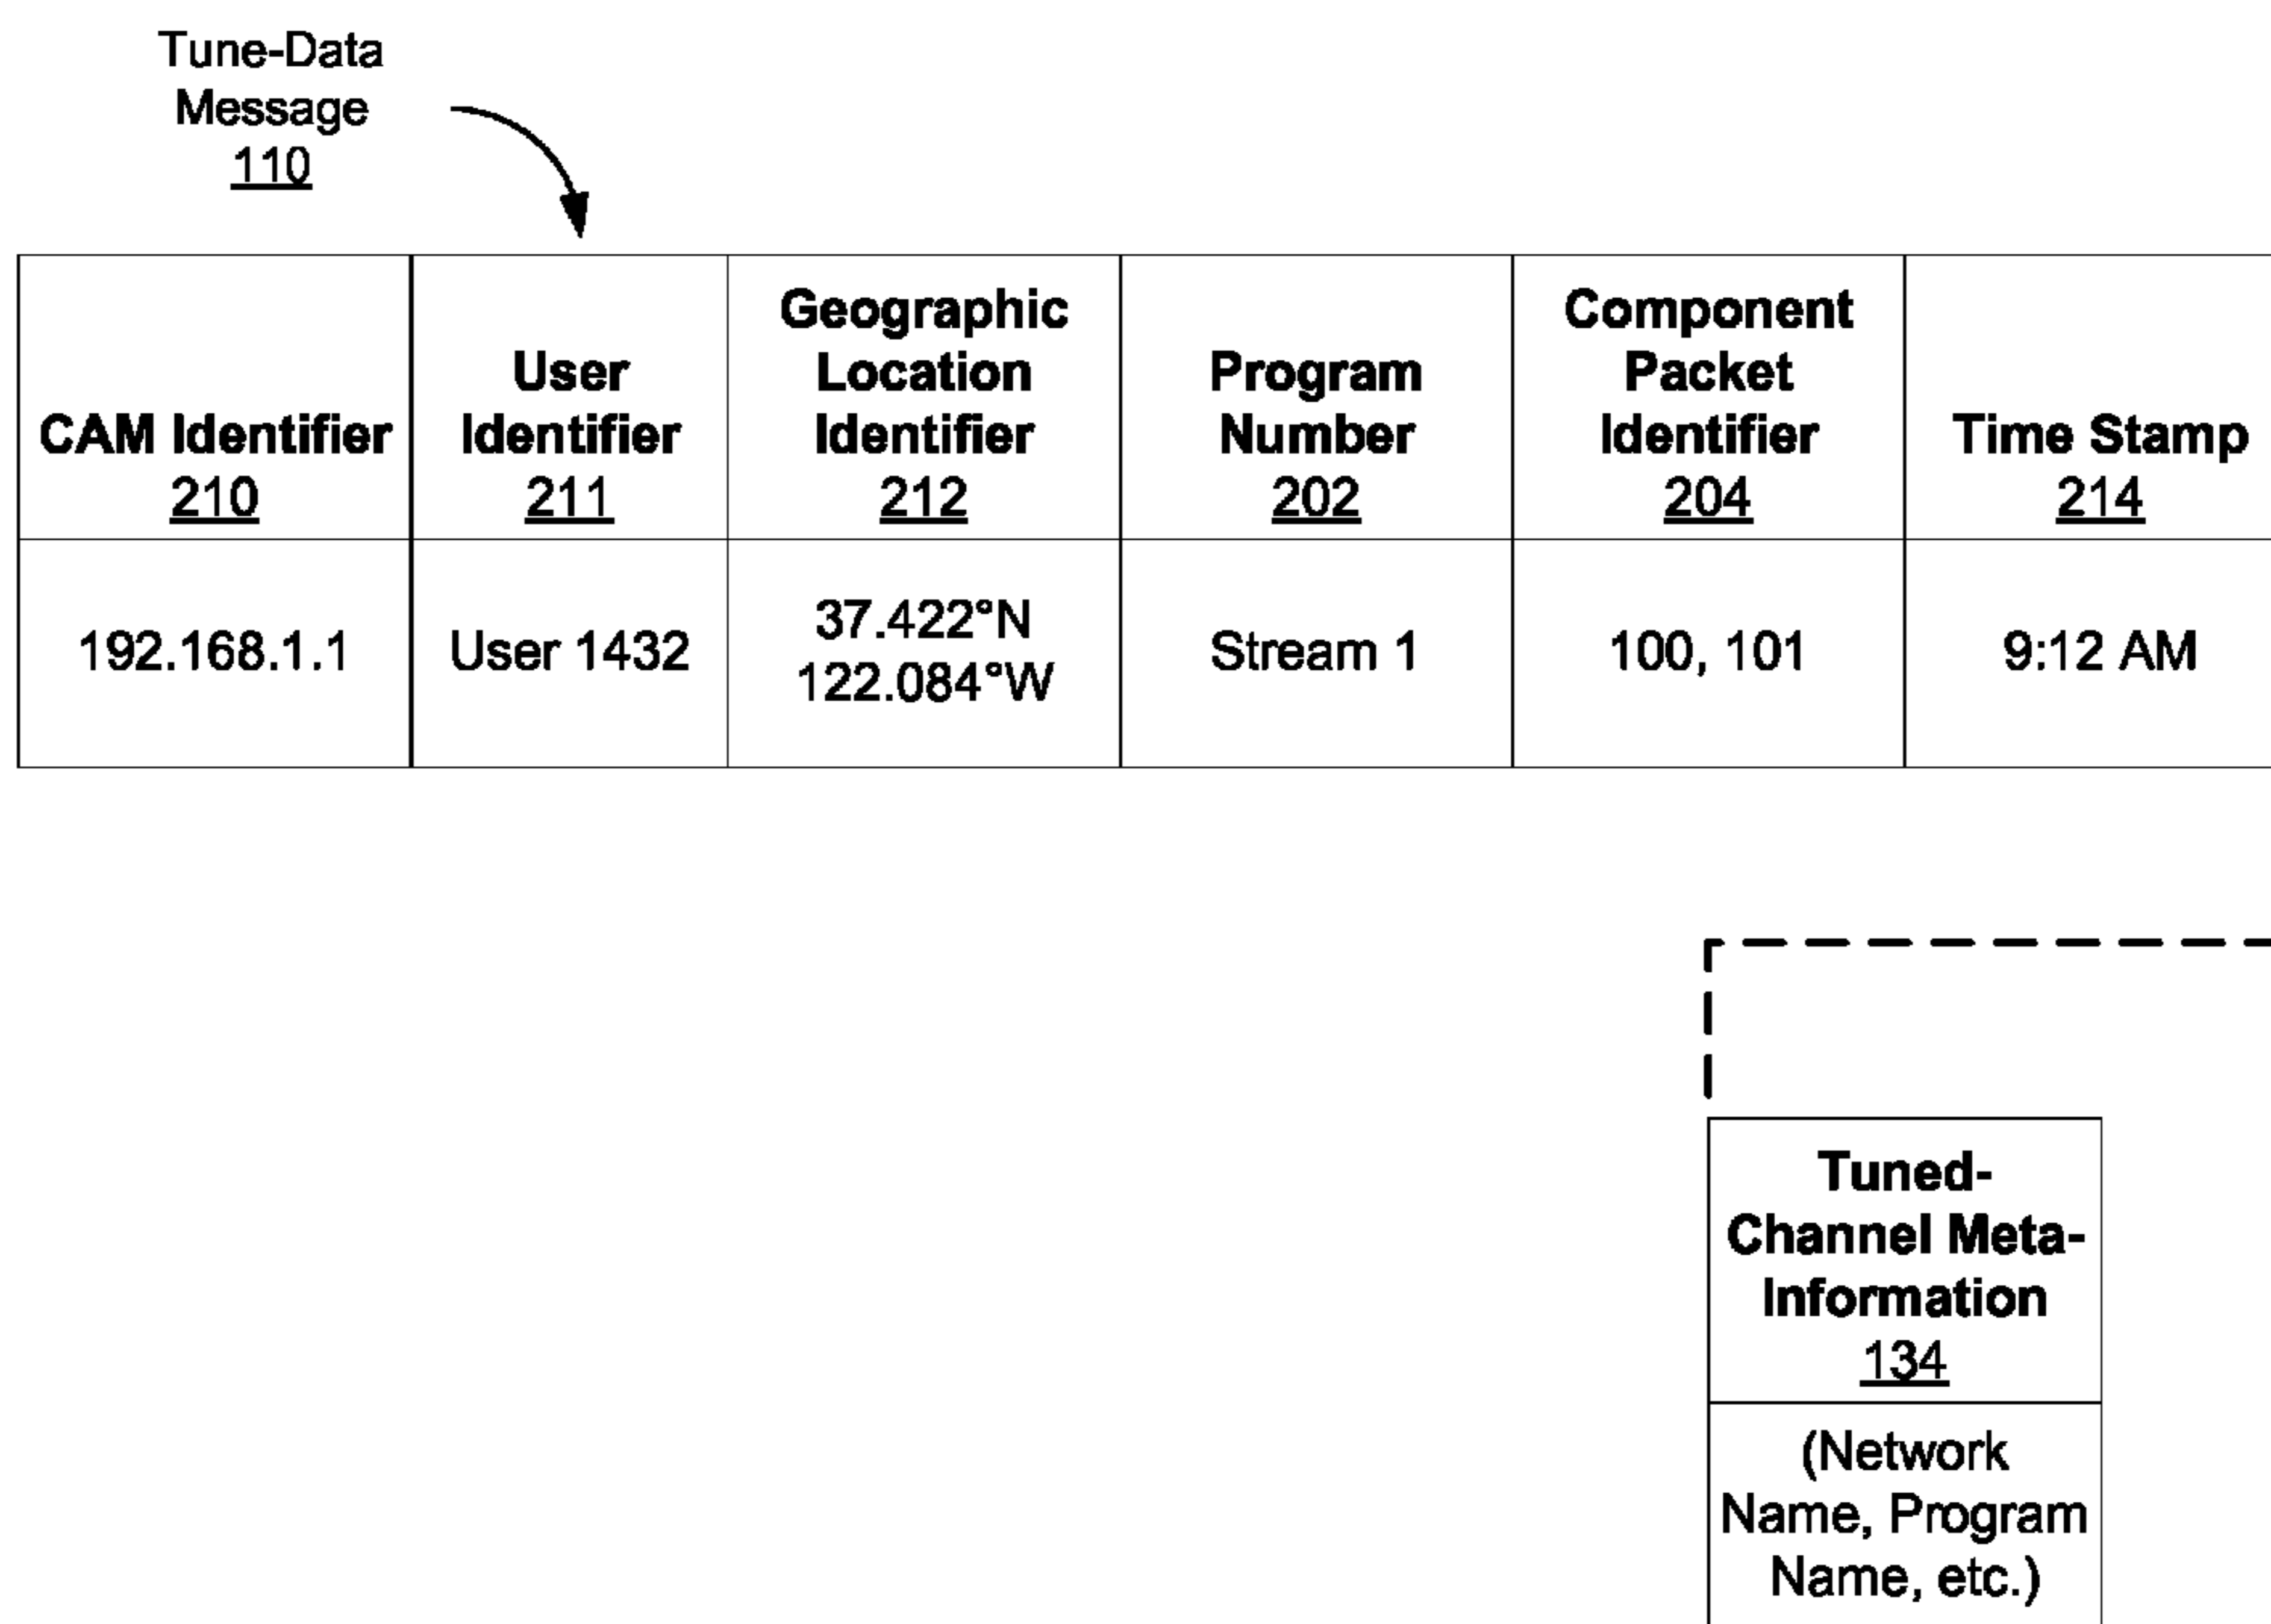 Tune-Data
Message
110
CAM Identifier
210
User
Identifier
211
Geographic
Location
Identifier
212
Program
Number
202
Component
Packet
Identifier
204
Time Stamp
214
192.168.1.1
User 1432
37.422°N
122.084°W
Stream 1
100, 101
9:12 AM
Tuned-
Channel Meta-
Information
134
(Network
Name, Program
Name, etc.)